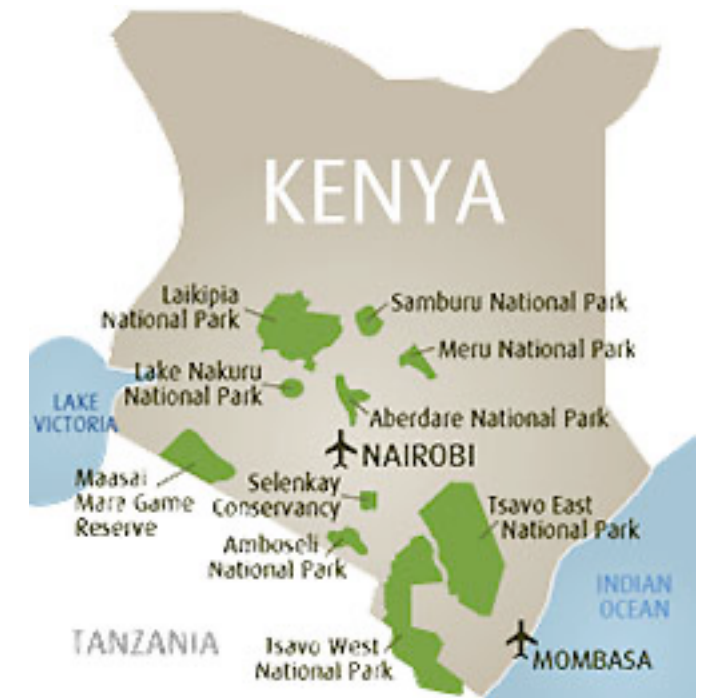 KENYA
Laikipia
National Park
Samburu National Park
Meru National Park
Lake Nakuru
National Park
LAKE
VICTORIA
Aberdare National Park
NAIROBI
Maasai
Mara Game
Reserve
Selenkay
Conservancy
Tsavo East
National Park
Amboseli
National Park
INDIAN
OCEAN
TANZANIA
Tsavo West
National Park
MOMBASA